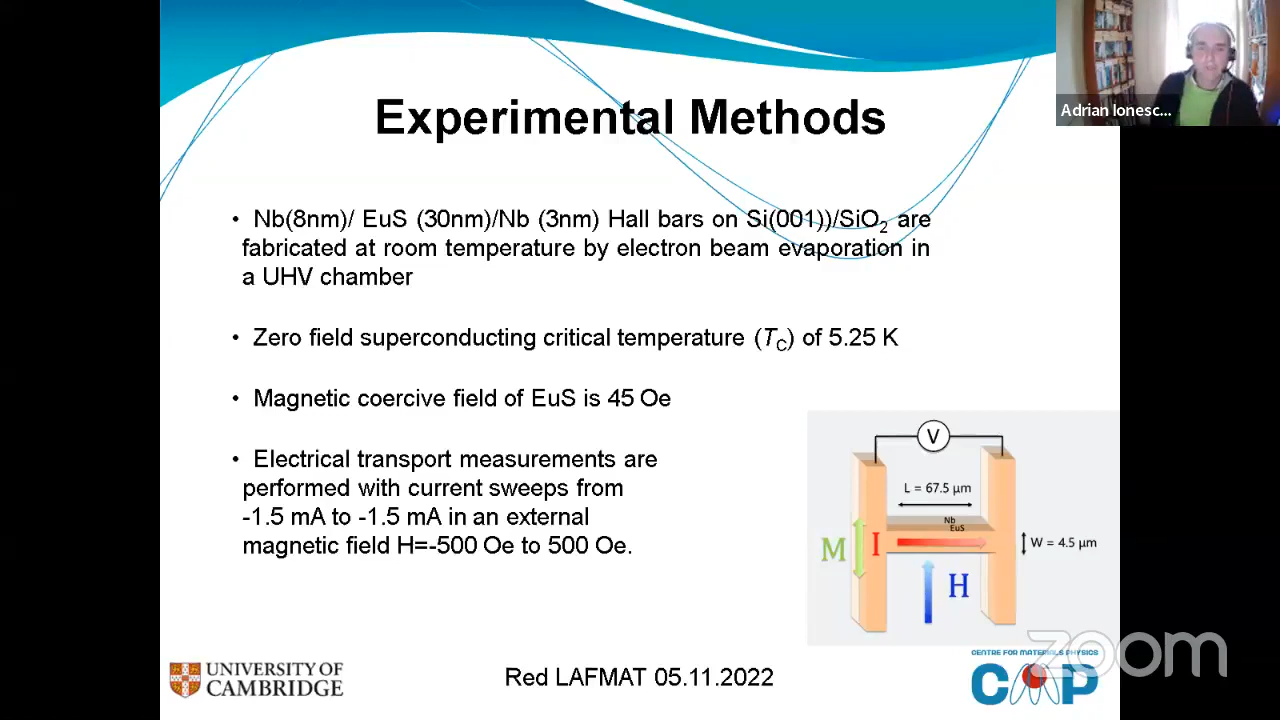 Adrian Ionesc...
Experimental Methods
• Nb(8nm)/ EuS (30nm)/Nb (3nm) Hall bars on Si(001))/SiO2 are
fabricated at room temperature by electron beam evaporation in
a UHV chamber
• Zero field superconducting critical temperature (TC) of 5.25 K
• Magnetic coercive field of EuS is 45 Oe
• Electrical transport measurements are
performed with current sweeps from
-1.5 mA to -1.5 mA in an external
magnetic field H=-500 Oe to 500 Oe.
V
L = 67.5 µm
Nb
EuS
M
I
W = 4.5 µm
H
UNIVERSITY OF
CAMBRIDGE
Red LAFMAT 05.11.2022
CENTRE FOR MATERIALS PHYSICS
CMP
zoom